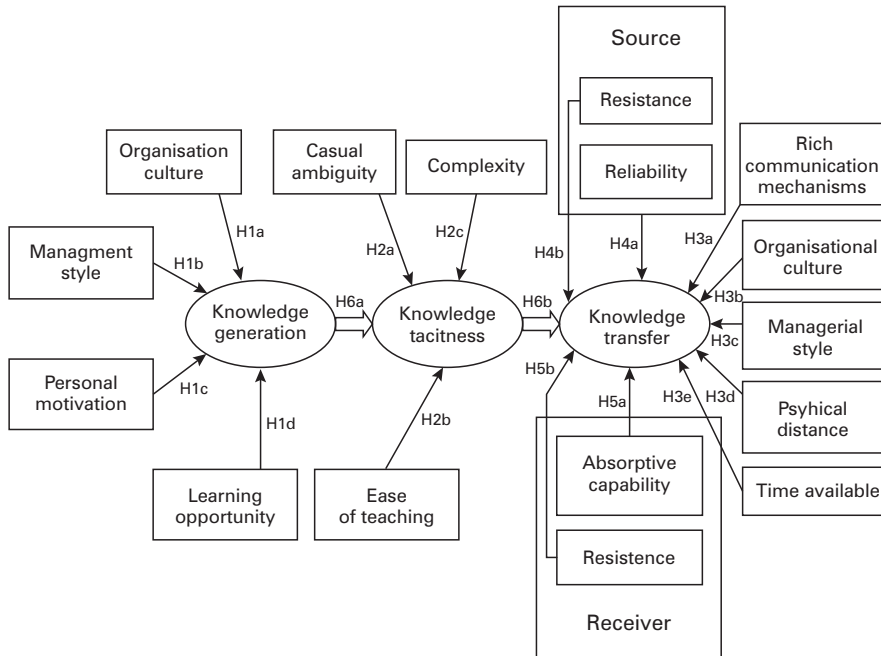 Source
Resistance
Reliability
Rich
communication
mechanisms
Organisation
culture
Casual
ambiguity
Complexity
H1a
H2a
H2c
H4b
H4a
H3a
Organisational
culture
Managment
style
H1b
H3b
Knowledge
generation
H6a
Knowledge
tacitness
H6b
Knowledge
transfer
H3c
Managerial
style
Personal
motivation
H1c
H1d
H2b
H5b
H5a
H3e
H3d
Psyhical
distance
Learning
opportunity
Ease
of teaching
Absorptive
capability
Time available
Resistence
Receiver